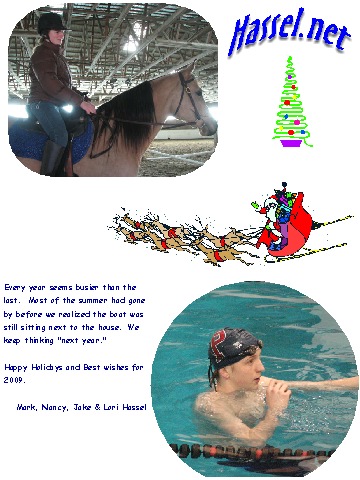 Hassel.net
Every year seems busier than the
last. Most of the summer had gone
by before we realized the boat was
still sitting next to the house. We
keep thinking "next year."
Happy Holidays and Best wishes for
2009.
Mark, Nancy, Jake & Lori Hassel
P